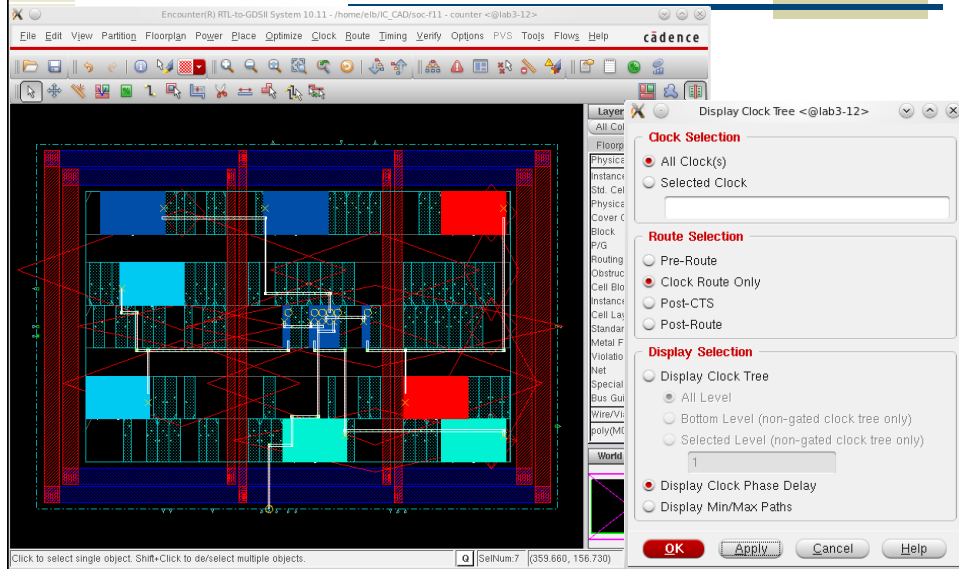 Encounter(R) RTL-to-GDSII System 10.11 - /home/elb/IC_CAD/soc-f11 - counter <@lab3-12>
File Edit View Partition Floorplan Power Place Optimize Clock Route Timing Verify Options PVS Tools Flows Help cādence
Layer
All Col
Floorp
Physica
Instance
Std. Cel
Physica
Cover C
Block
P/G
Routing
Obstruc
Cell Blo
Instance
Cell Lay
Standar
Metal F
Violatio
Net
Special
Bus Gui
Wire/Via
poly(M0
World
Click to select single object. Shift+Click to de/select multiple objects. Q SelNum:7 (359.660, 156.730)
Display Clock Tree <@lab3-12>
Clock Selection
All Clock(s)
Selected Clock
Route Selection
Pre-Route
Clock Route Only
Post-CTS
Post-Route
Display Selection
Display Clock Tree
All Level
Bottom Level (non-gated clock tree only)
Selected Level (non-gated clock tree only)
1
Display Clock Phase Delay
Display Min/Max Paths
OK Apply Cancel Help